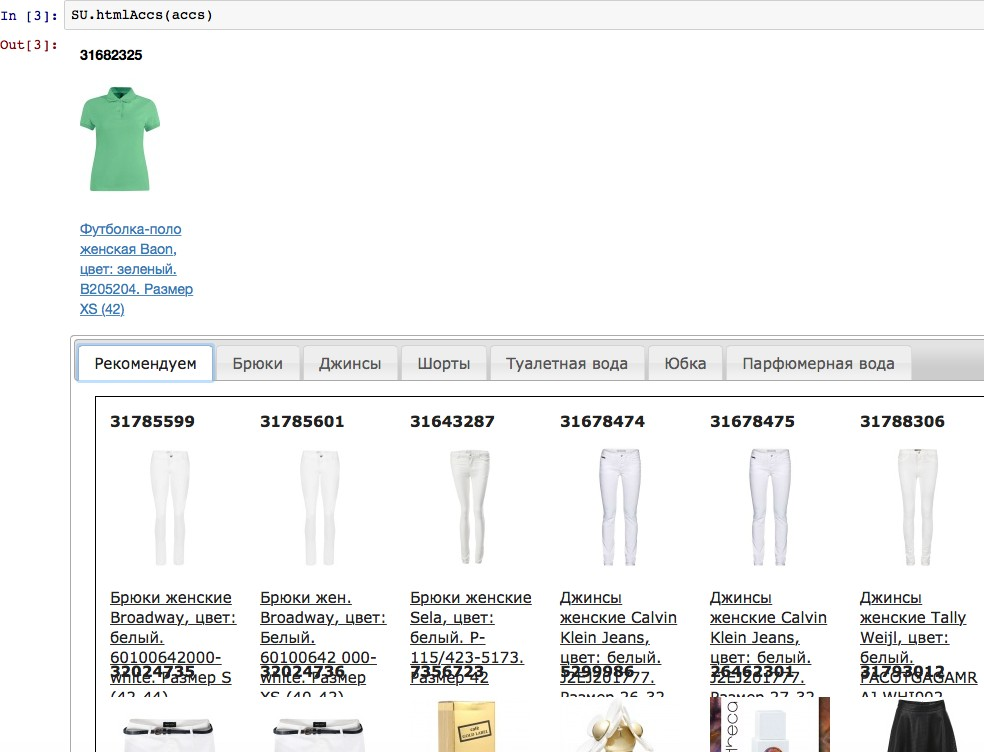 In [3]: SU.htmlAccs(accs)
Out[3]:
31682325
Футболка-поло
женская Baon,
цвет: зеленый.
B205204. Размер
XS (42)
Рекомендуем Брюки Джинсы Шорты Туалетная вода Юбка Парфюмерная вода
31785599 31785601 31643287 31678474 31678475 31788306
Брюки женские
Broadway, цвет:
белый.
60100642000-
white. Размер S
(42-44)
Брюки жен.
Broadway, цвет:
Белый.
60100642 000-
white. Размер
XS (40-42)
Брюки женские
Sela, цвет:
белый. P-
115/423-5173.
Размер 42
Джинсы
женские Calvin
Klein Jeans,
цвет: белый.
J2EJ201777.
Размер 26-32
Джинсы
женские Calvin
Klein Jeans,
цвет: белый.
J2EJ201777.
Размер 27-32
Джинсы
женские Tally
Weijl, цвет:
белый.
32024735 32024736 7356723 5299986 26462301 31793012
GOLD LABEL